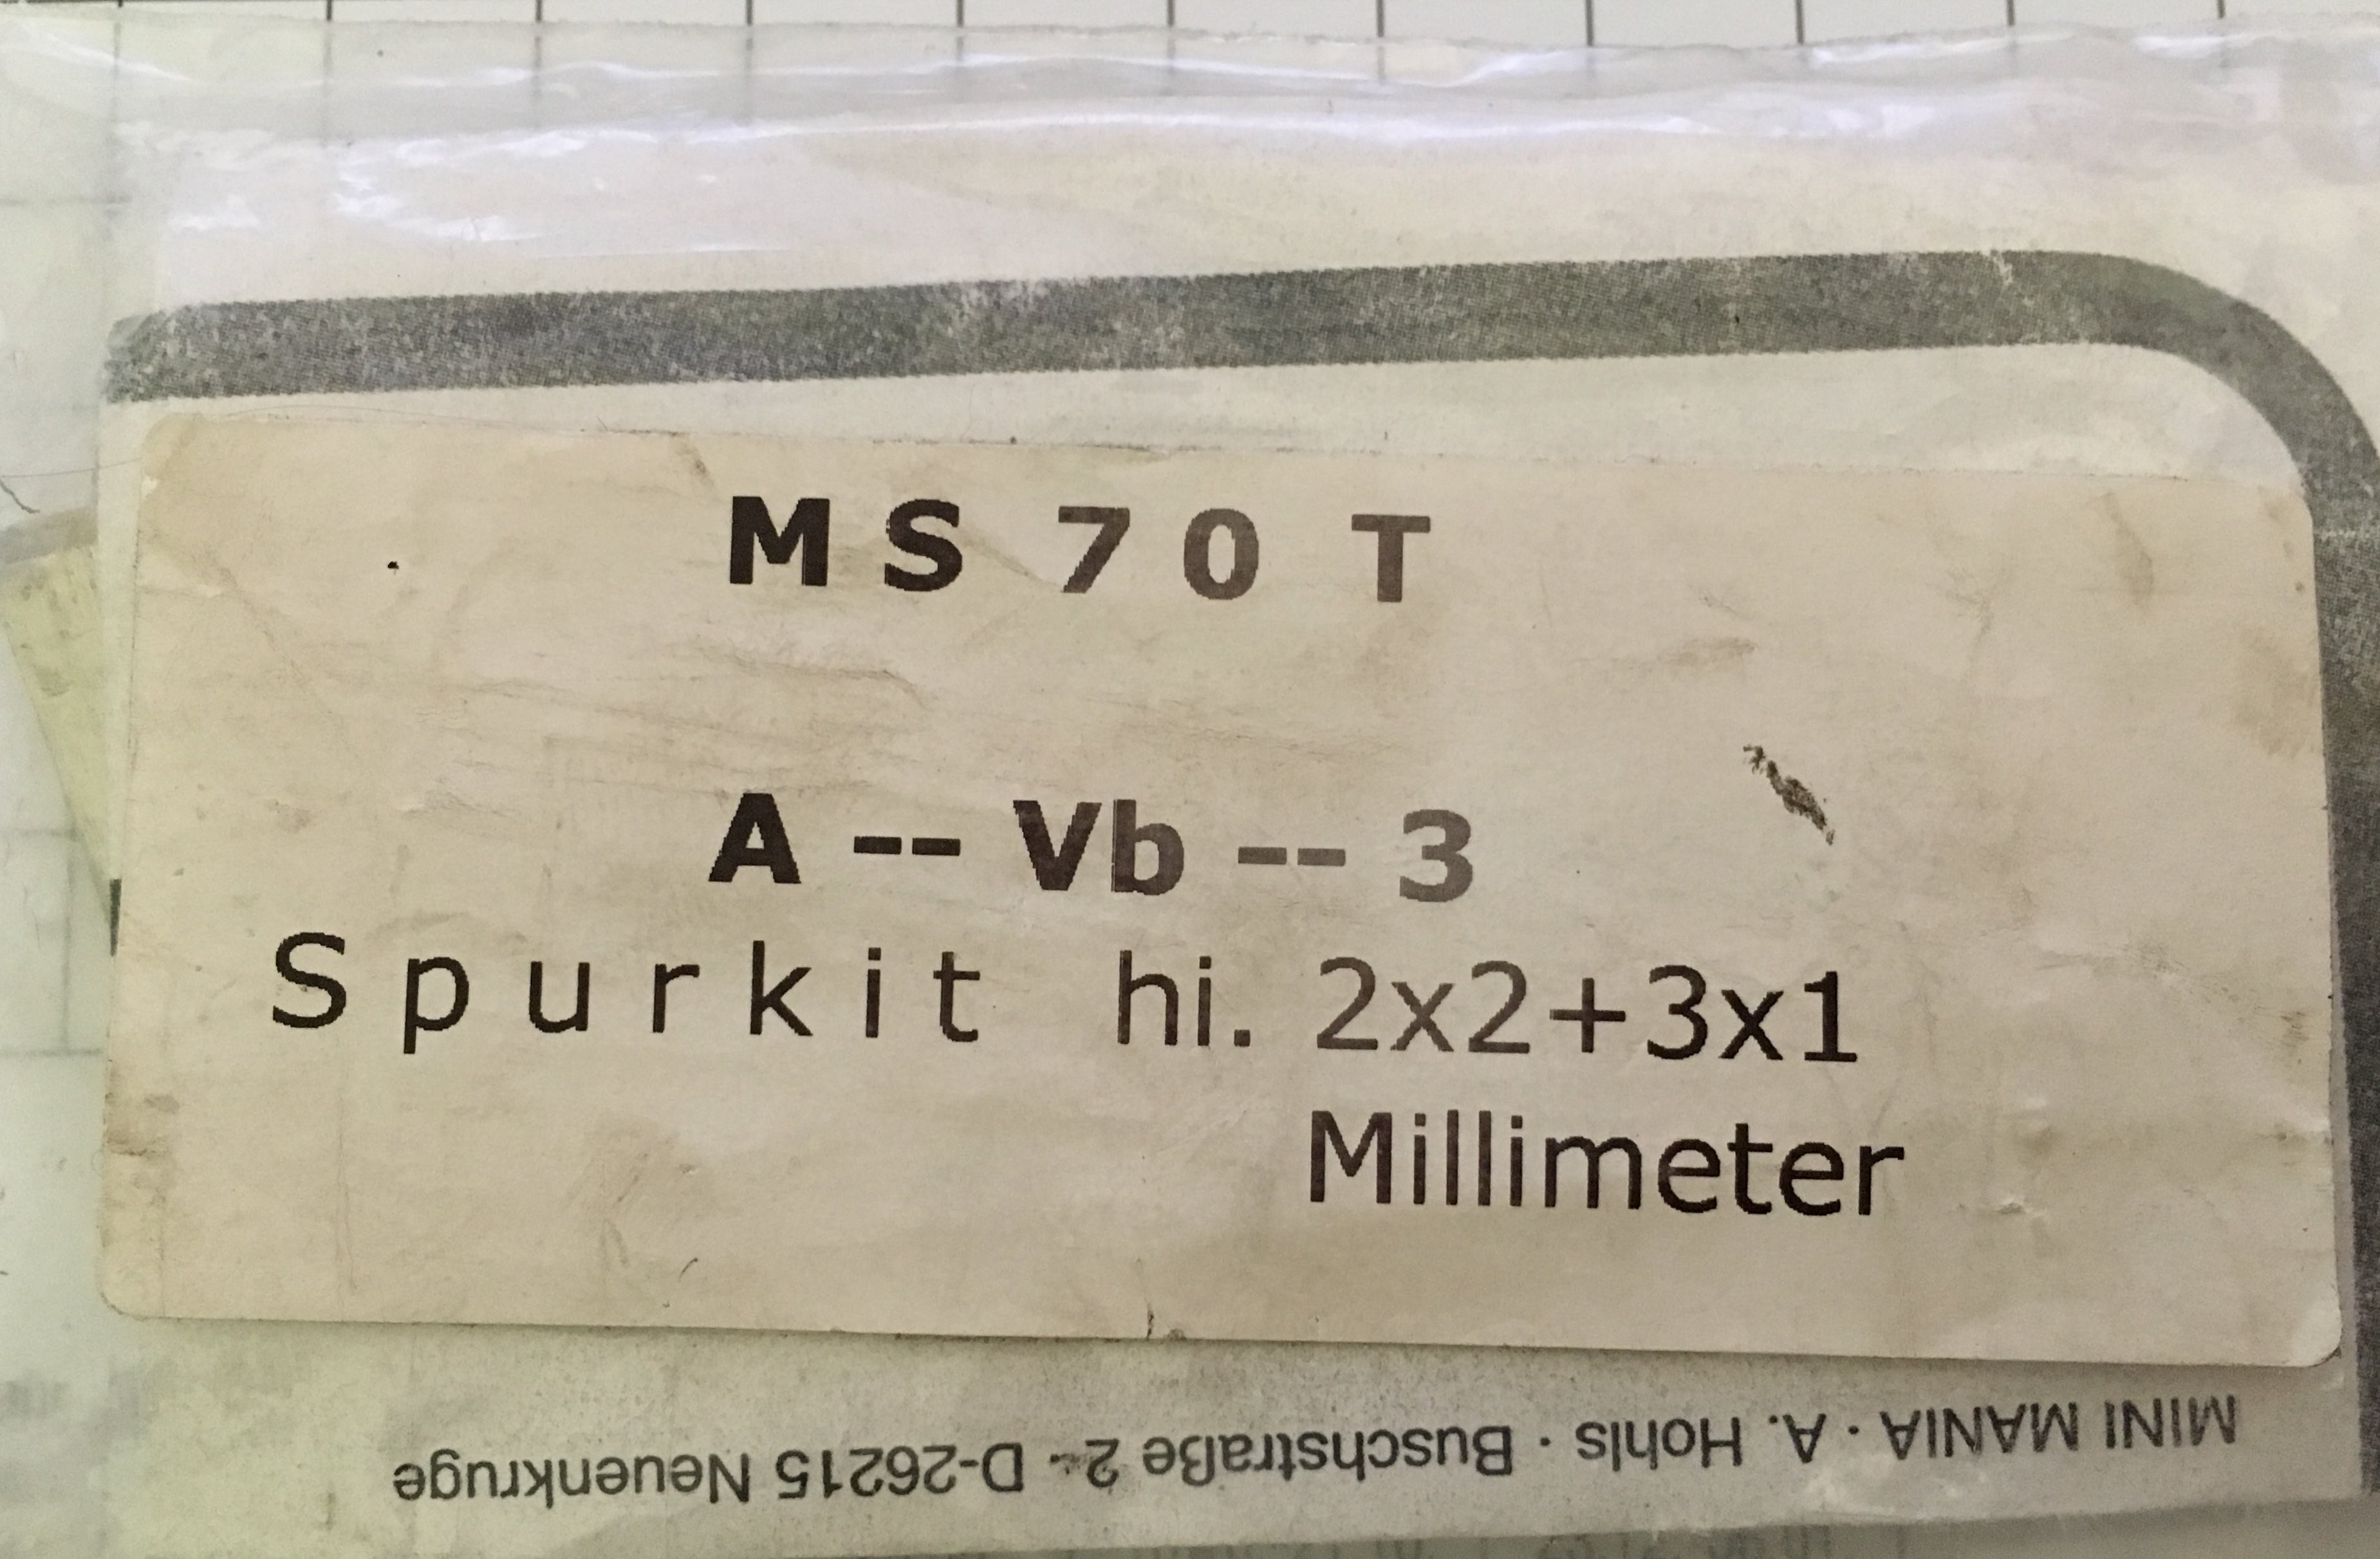 MS 70 T
A -- Vb -- 3
Spurkit hi. 2x2+3x1
Millimeter
MINI MANIA · A. Hohls · Buschstraße 2 · D-26215 Neuenkruge